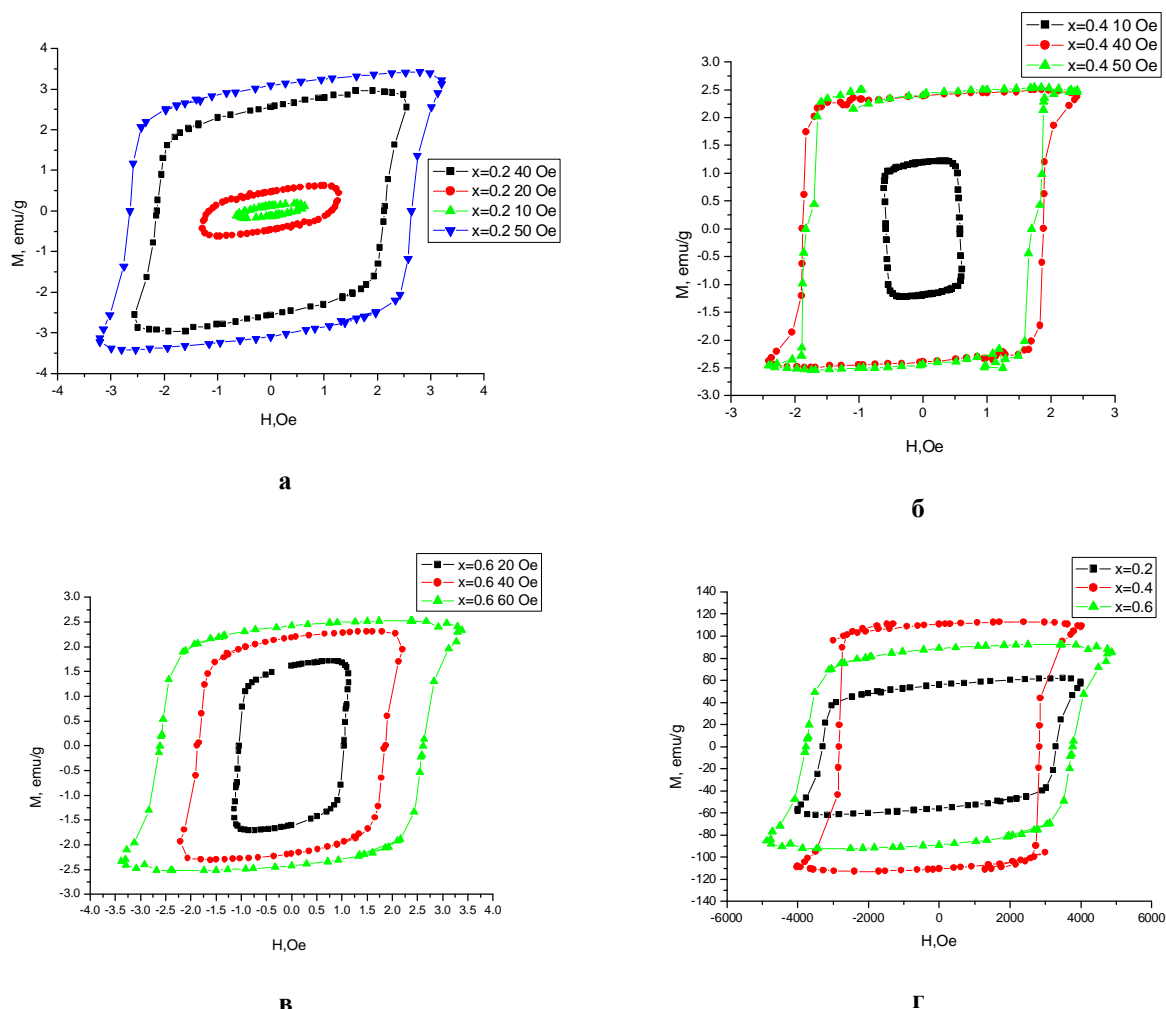 x=0.2 40 Oe
x=0.2 20 Oe
x=0.2 10 Oe
x=0.2 50 Oe
M, emu/g
4
3
2
1
0
-1
-2
-3
-4
-4 -3 -2 -1 0 1 2 3 4
H,Oe
а
x=0.4 10 Oe
x=0.4 40 Oe
x=0.4 50 Oe
M, emu/g
3.0
2.5
2.0
1.5
1.0
0.5
0.0
-0.5
-1.0
-1.5
-2.0
-2.5
-3.0
-3 -2 -1 0 1 2 3
H,Oe
б
x=0.6 20 Oe
x=0.6 40 Oe
x=0.6 60 Oe
M, emu/g
3.0
2.5
2.0
1.5
1.0
0.5
0.0
-0.5
-1.0
-1.5
-2.0
-2.5
-3.0
-4.0 -3.5 -3.0 -2.5 -2.0 -1.5 -1.0 -0.5 0.0 0.5 1.0 1.5 2.0 2.5 3.0 3.5 4.0
H,Oe
в
x=0.2
x=0.4
x=0.6
M, emu/g
140
120
100
80
60
40
20
0
-20
-40
-60
-80
-100
-120
-140
-6000 -4000 -2000 0 2000 4000 6000
H,Oe
г